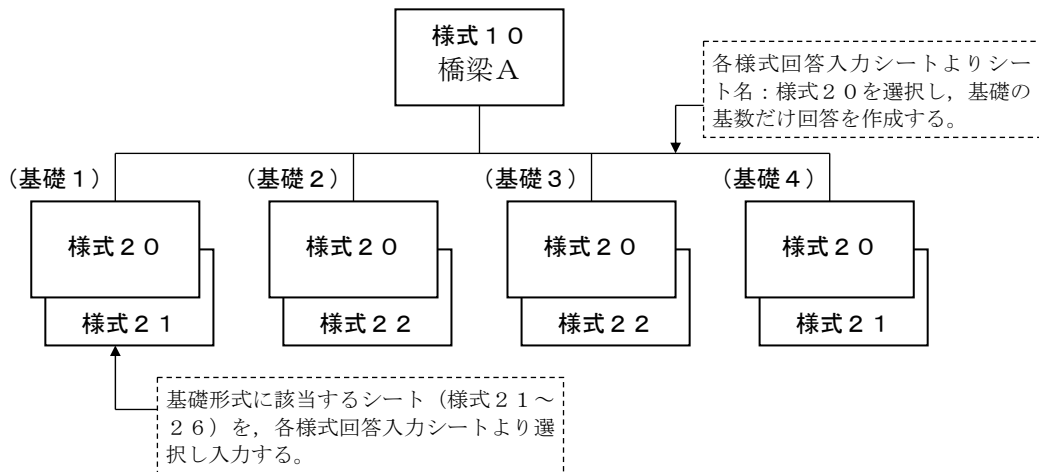 様式１０
橋梁Ａ
各様式回答入力シートよりシー
ト名：様式２０を選択し，基礎の
基数だけ回答を作成する。
（基礎１）
（基礎２）
（基礎３）
（基礎４）
様式２０
様式２０
様式２０
様式２０
様式２１
様式２２
様式２２
様式２１
基礎形式に該当するシート（様式２１～
２６）を，各様式回答入力シートより選
択し入力する。